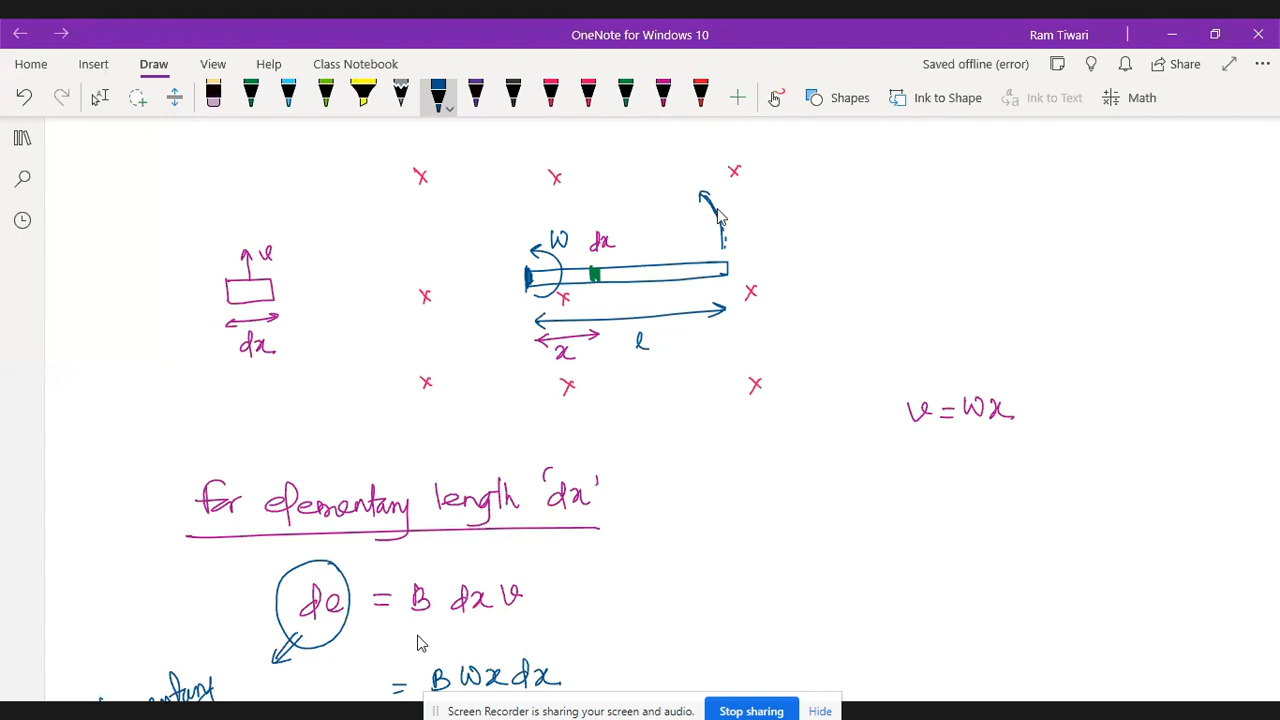 OneNote for Windows 10
Ram Tiwari
Home Insert Draw View Help Class Notebook
Saved offline (error) Share
Shapes Ink to Shape Ink to Text Math
x x x
W dx
v
x x x
dx
l
x
x x x
v = Wx
for elementary length 'dx'
de = B dx v
= B W x dx
Screen Recorder is sharing your screen and audio. Stop sharing Hide